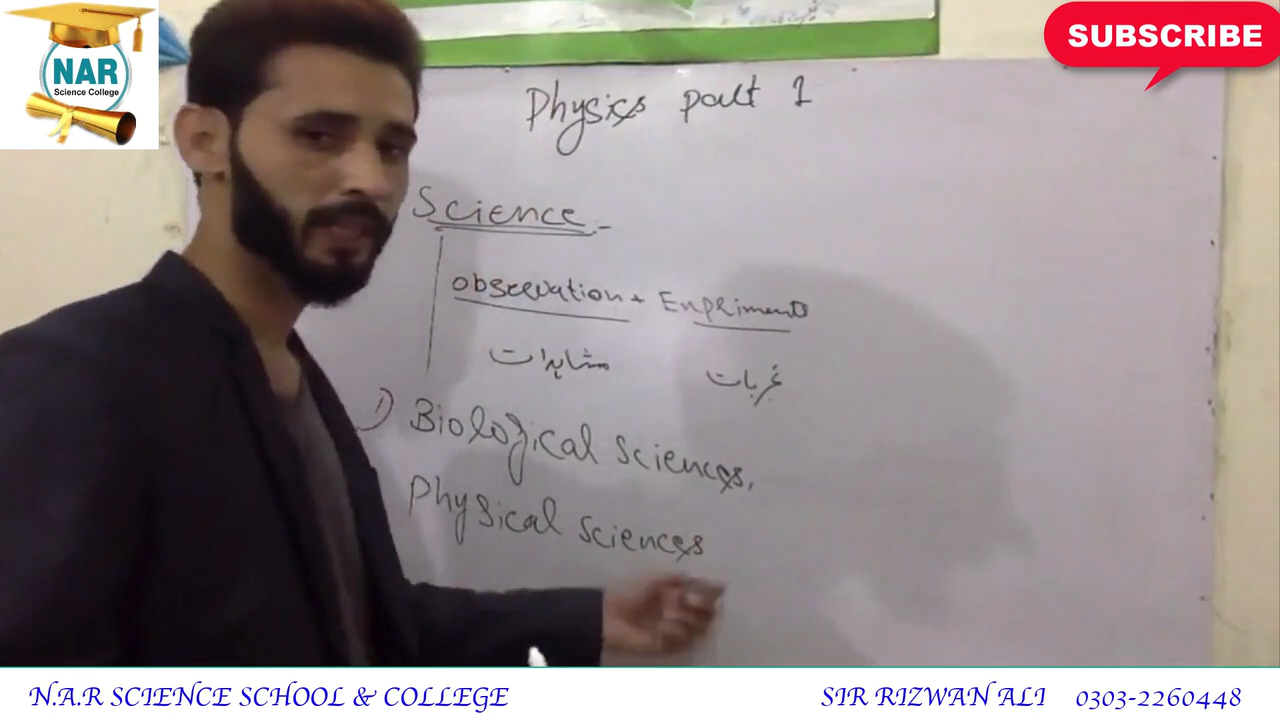 NAR
Science College
SUBSCRIBE
Physics part 1
Science
Observation + Enpriments
مشاہدات
تجربات
1) Biological Sciences,
Physical Sciences
N.A.R SCIENCE SCHOOL & COLLEGE
SIR RIZWAN ALI 0303-2260448